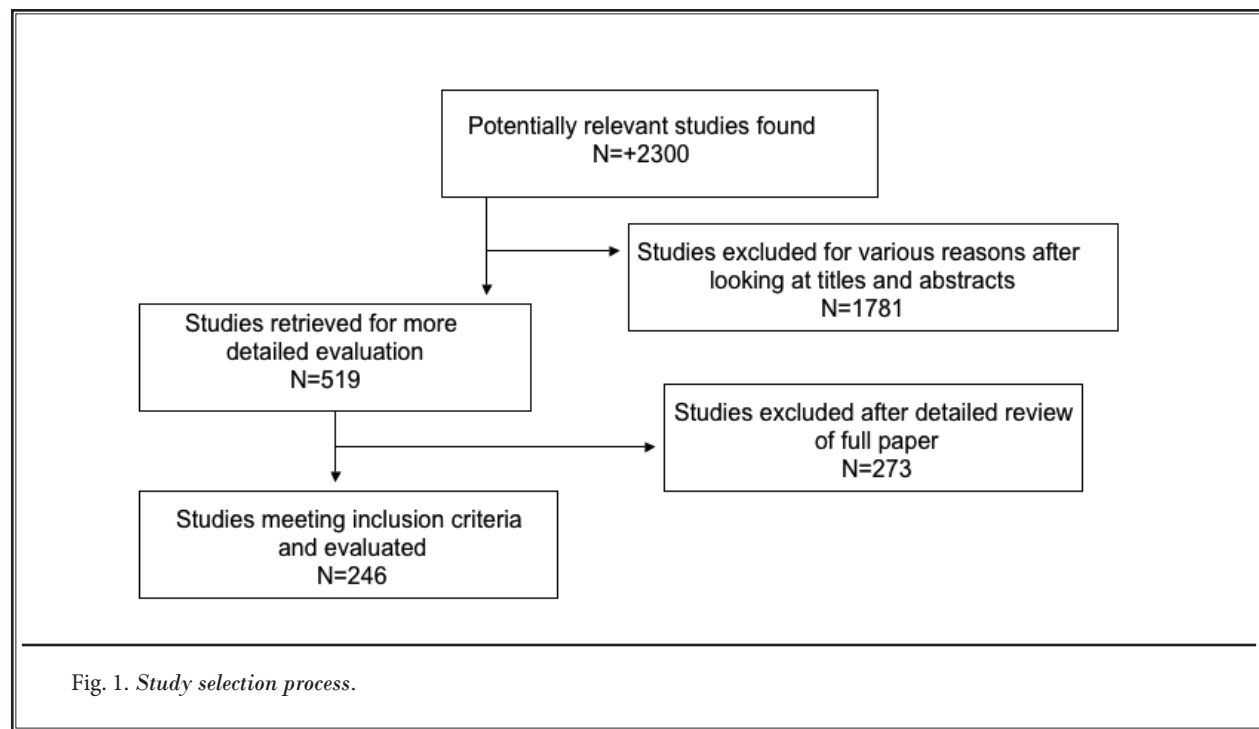 Potentially relevant studies found
N=+2300
Studies excluded for various reasons after
looking at titles and abstracts
N=1781
Studies retrieved for more
detailed evaluation
N=519
Studies excluded after detailed review
of full paper
N=273
Studies meeting inclusion criteria
and evaluated
N=246
Fig. 1. Study selection process.